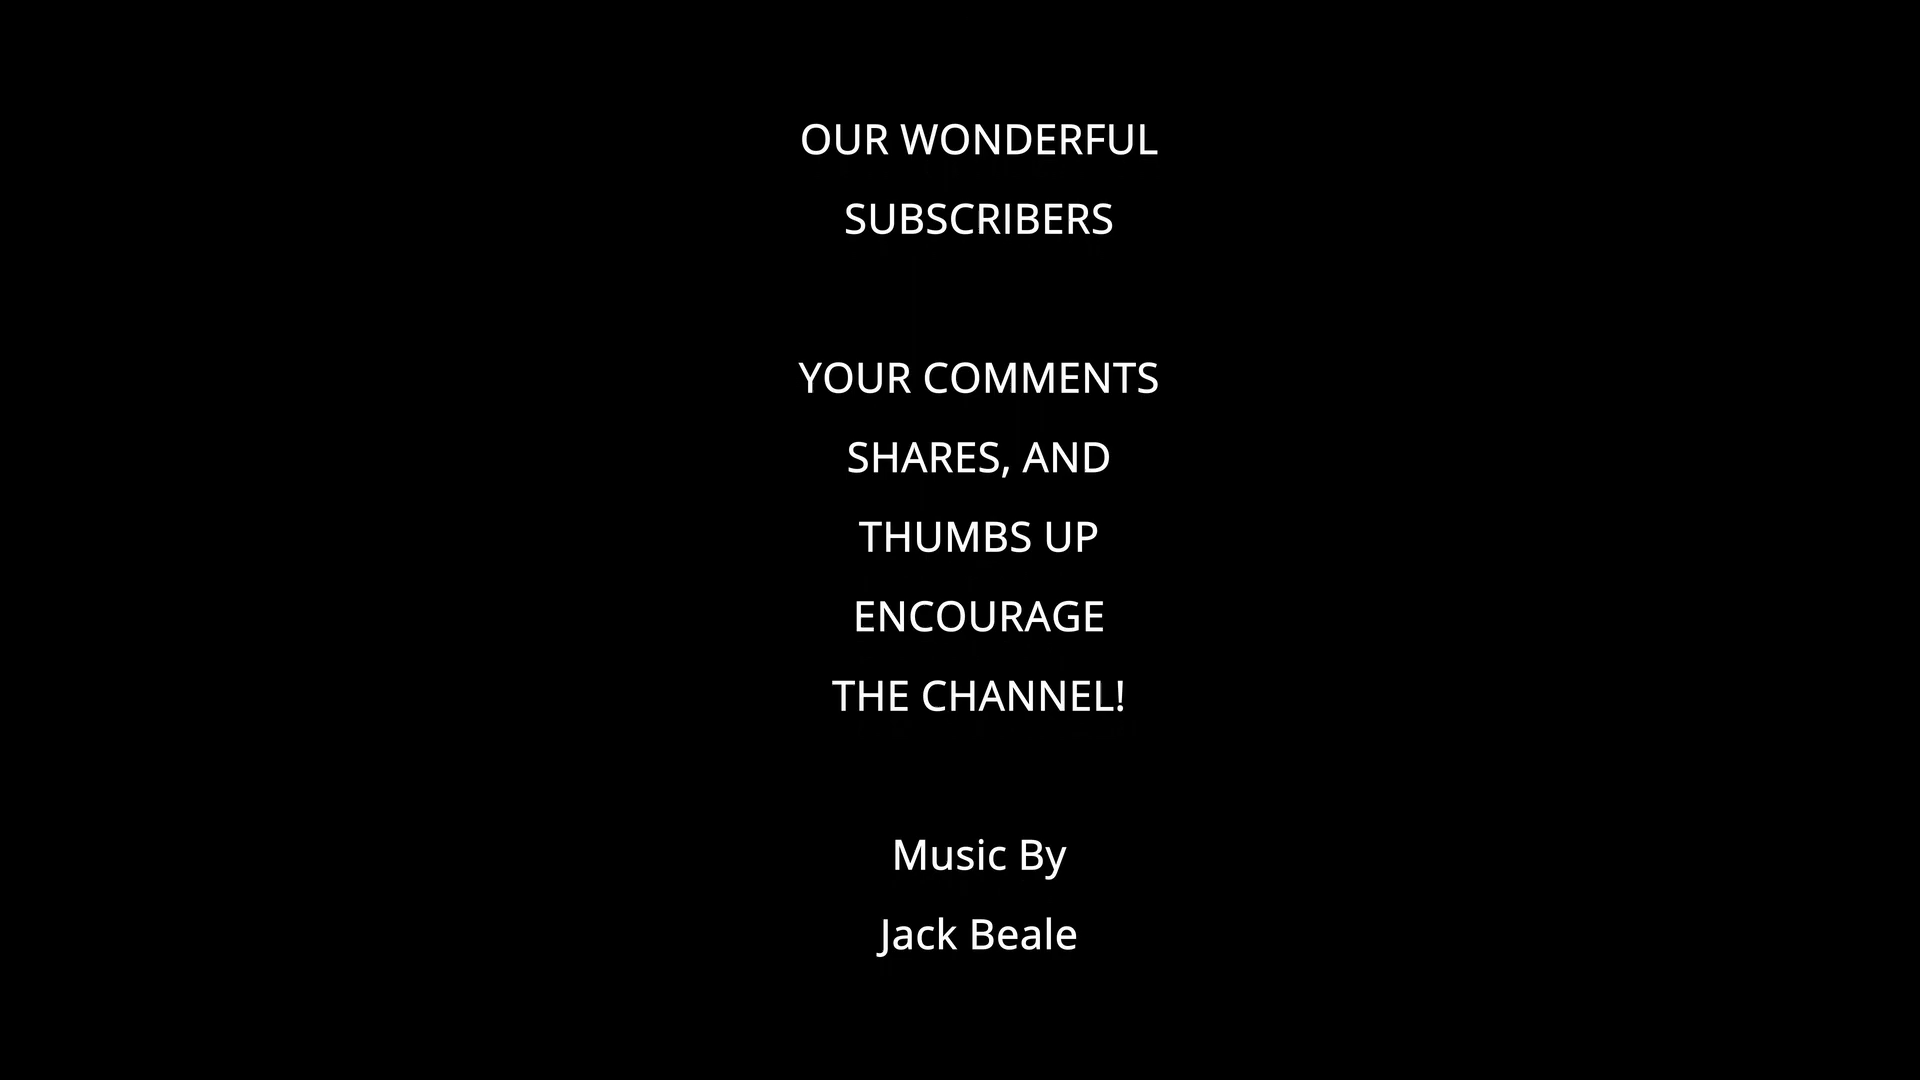 OUR WONDERFUL
SUBSCRIBERS
YOUR COMMENTS
SHARES, AND
THUMBS UP
ENCOURAGE
THE CHANNEL!
Music By
Jack Beale